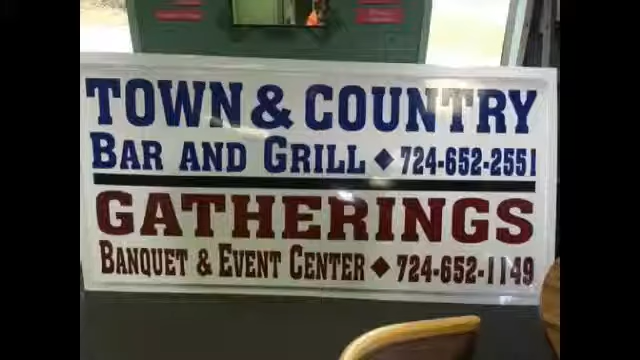 TOWN & COUNTRY
BAR AND GRILL ◆ 724-652-2551
GATHERINGS
BANQUET & EVENT CENTER ◆ 724-652-1149